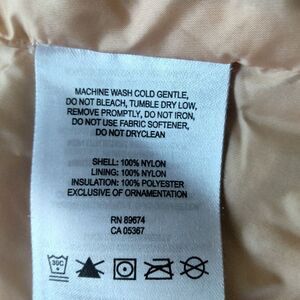 MACHINE WASH COLD GENTLE,
DO NOT BLEACH, TUMBLE DRY LOW,
REMOVE PROMPTLY, DO NOT IRON,
DO NOT USE FABRIC SOFTENER,
DO NOT DRYCLEAN
SHELL: 100% NYLON
LINING: 100% NYLON
INSULATION: 100% POLYESTER
EXCLUSIVE OF ORNAMENTATION
RN 89674
CA 05367
30C